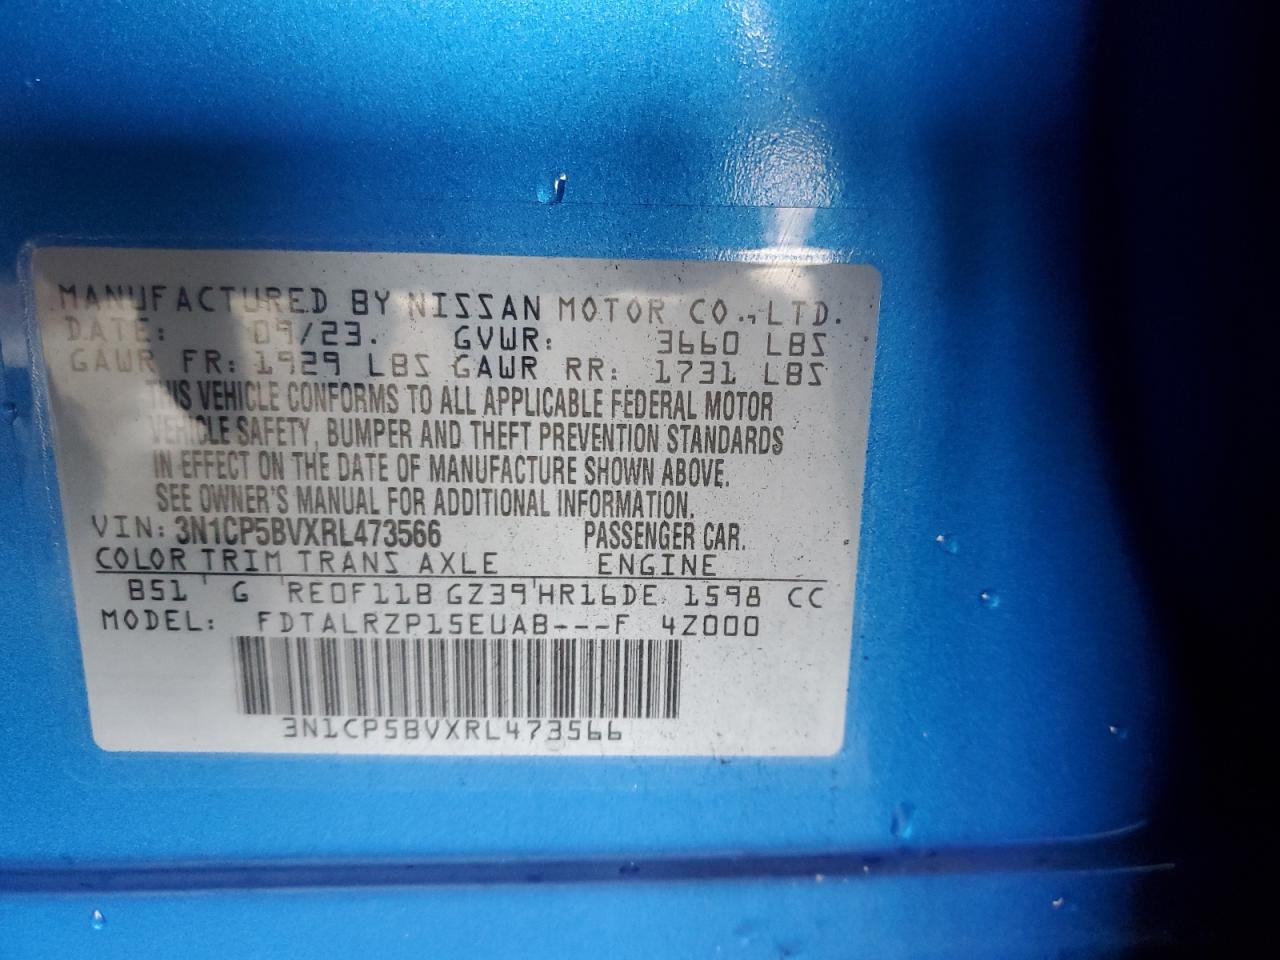 MANUFACTURED BY NISSAN MOTOR CO., LTD.
DATE: 09/23. GVWR: 3660 LBS
GAWR FR: 1929 LBS GAWR RR: 1731 LBS
THIS VEHICLE CONFORMS TO ALL APPLICABLE FEDERAL MOTOR
VEHICLE SAFETY, BUMPER AND THEFT PREVENTION STANDARDS
IN EFFECT ON THE DATE OF MANUFACTURE SHOWN ABOVE.
SEE OWNER'S MANUAL FOR ADDITIONAL INFORMATION.
VIN: 3N1CP5BVXRL473566 PASSENGER CAR.
COLOR TRIM TRANS AXLE ENGINE
B51 ' G ' RE0F11B GZ39 ' HR16DE 1598 CC
MODEL: FDTALRZP15EUAB---F 4Z000
3N1CP5BVXRL473566